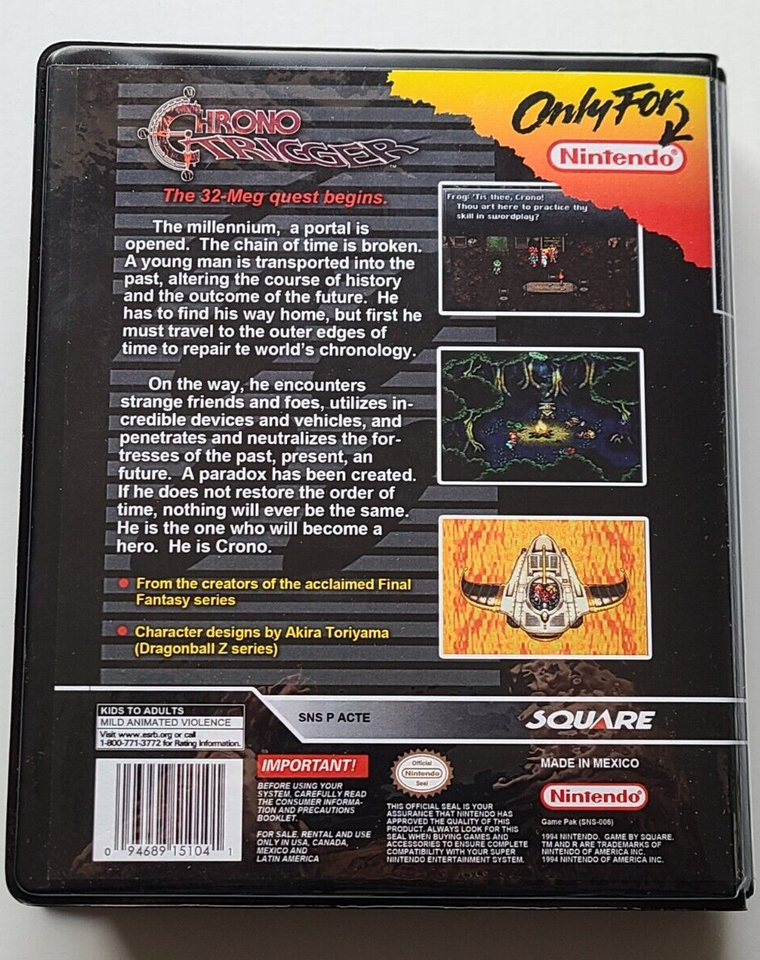 CHRONO
TRIGGER
TM
Only For
Nintendo®
The 32-Meg quest begins.
Frog: 'Tis thee, Crono!
Thou art here to practice thy
skill in swordplay?
The millennium, a portal is
opened. The chain of time is broken.
A young man is transported into the
past, altering the course of history
and the outcome of the future. He
has to find his way home, but first he
must travel to the outer edges of
time to repair te world's chronology.
On the way, he encounters
strange friends and foes, utilizes in-
credible devices and vehicles, and
penetrates and neutralizes the for-
tresses of the past, present, an
future. A paradox has been created.
If he does not restore the order of
time, nothing will ever be the same.
He is the one who will become a
hero. He is Crono.
• From the creators of the acclaimed Final
Fantasy series
• Character designs by Akira Toriyama
(Dragonball Z series)
KIDS TO ADULTS
MILD ANIMATED VIOLENCE
Visit www.esrb.org or call
1-800-771-3772 for Rating Information.
SNS P ACTE
SQUARE
0 94689 15104 1
IMPORTANT!
BEFORE USING YOUR
SYSTEM, CAREFULLY READ
THE CONSUMER INFORMA-
TION AND PRECAUTIONS
BOOKLET.
FOR SALE, RENTAL AND USE
ONLY IN USA, CANADA,
MEXICO AND
LATIN AMERICA
Official
Nintendo
Seal
THIS OFFICIAL SEAL IS YOUR
ASSURANCE THAT NINTENDO HAS
APPROVED THE QUALITY OF THIS
PRODUCT. ALWAYS LOOK FOR THIS
SEAL WHEN BUYING GAMES AND
ACCESSORIES TO ENSURE COMPLETE
COMPATIBILITY WITH YOUR SUPER
NINTENDO ENTERTAINMENT SYSTEM.
MADE IN MEXICO
Nintendo®
Game Pak (SNS-006)
1994 NINTENDO. GAME BY SQUARE.
TM AND R ARE TRADEMARKS OF
NINTENDO OF AMERICA INC.
1994 NINTENDO OF AMERICA INC.